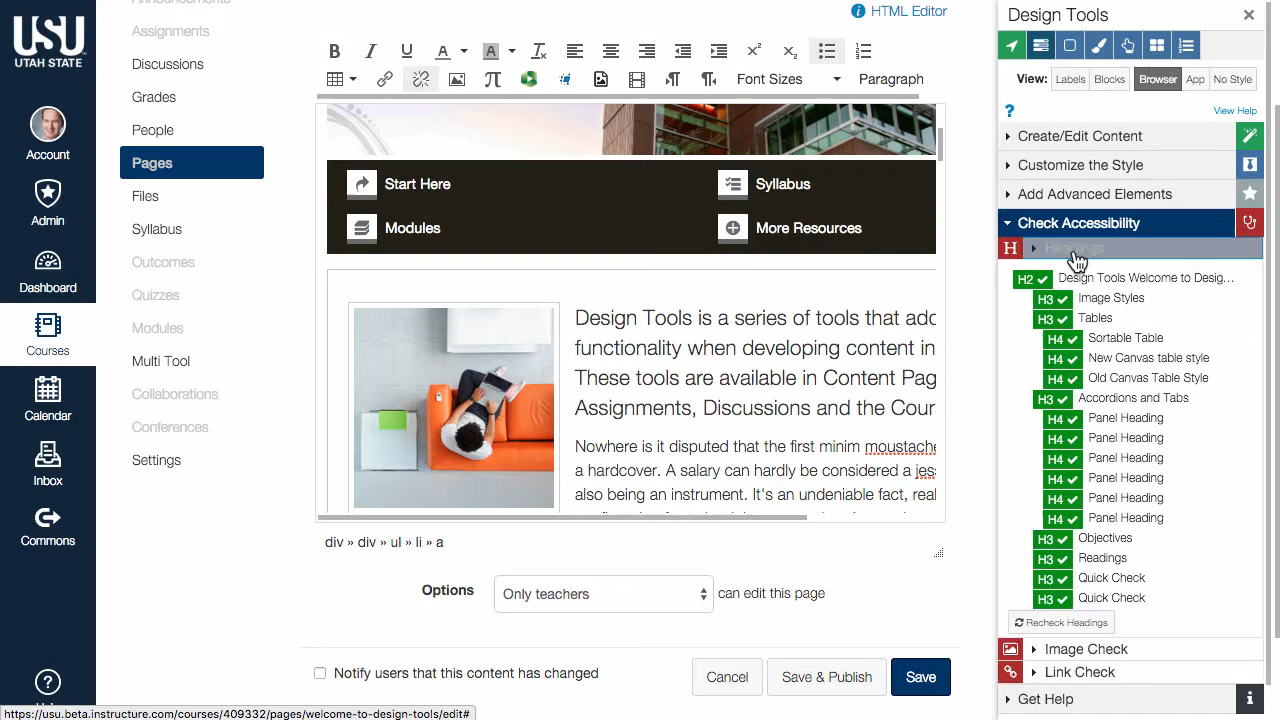 USU
UTAH STATE
Account
Admin
Dashboard
Courses
Calendar
Inbox
Commons
Assignments
Discussions
Grades
People
Pages
Files
Syllabus
Outcomes
Quizzes
Modules
Multi Tool
Collaborations
Conferences
Settings
HTML Editor
Font Sizes
Paragraph
Start Here
Syllabus
Modules
More Resources
Design Tools is a series of tools that add
functionality when developing content in
These tools are available in Content Pag
Assignments, Discussions and the Cour
Nowhere is it disputed that the first minim moustache
a hardcover. A salary can hardly be considered a jes
also being an instrument. It's an undeniable fact, real
div » div » ul » li » a
Options
Only teachers
can edit this page
Notify users that this content has changed
Cancel
Save & Publish
Save
https://usu.beta.instructure.com/courses/409332/pages/welcome-to-design-tools/edit#
Design Tools
View: Labels Blocks Browser App No Style
View Help
Create/Edit Content
Customize the Style
Add Advanced Elements
Check Accessibility
H Headings
H2 Design Tools Welcome to Desig...
H3 Image Styles
H3 Tables
H4 Sortable Table
H4 New Canvas table style
H4 Old Canvas Table Style
H3 Accordions and Tabs
H4 Panel Heading
H4 Panel Heading
H4 Panel Heading
H4 Panel Heading
H4 Panel Heading
H4 Panel Heading
H3 Objectives
H3 Readings
H3 Quick Check
H3 Quick Check
Recheck Headings
Image Check
Link Check
Get Help